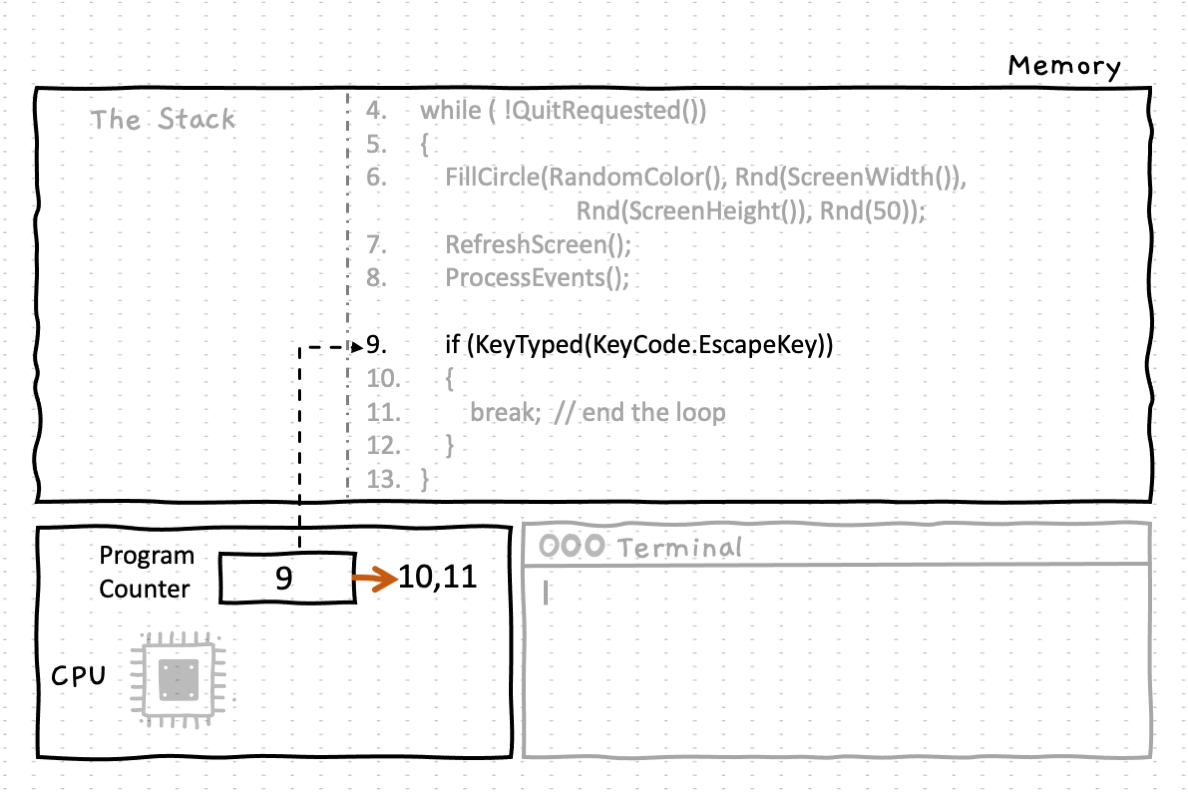 Memory
The Stack
4. while ( !QuitRequested())
5. {
6. FillCircle(RandomColor(), Rnd(ScreenWidth()),
Rnd(ScreenHeight()), Rnd(50));
7. RefreshScreen();
8. ProcessEvents();
9. if (KeyTyped(KeyCode.EscapeKey))
10. {
11. break; // end the loop
12. }
13. }
Program
Counter
9
10,11
CPU
Terminal